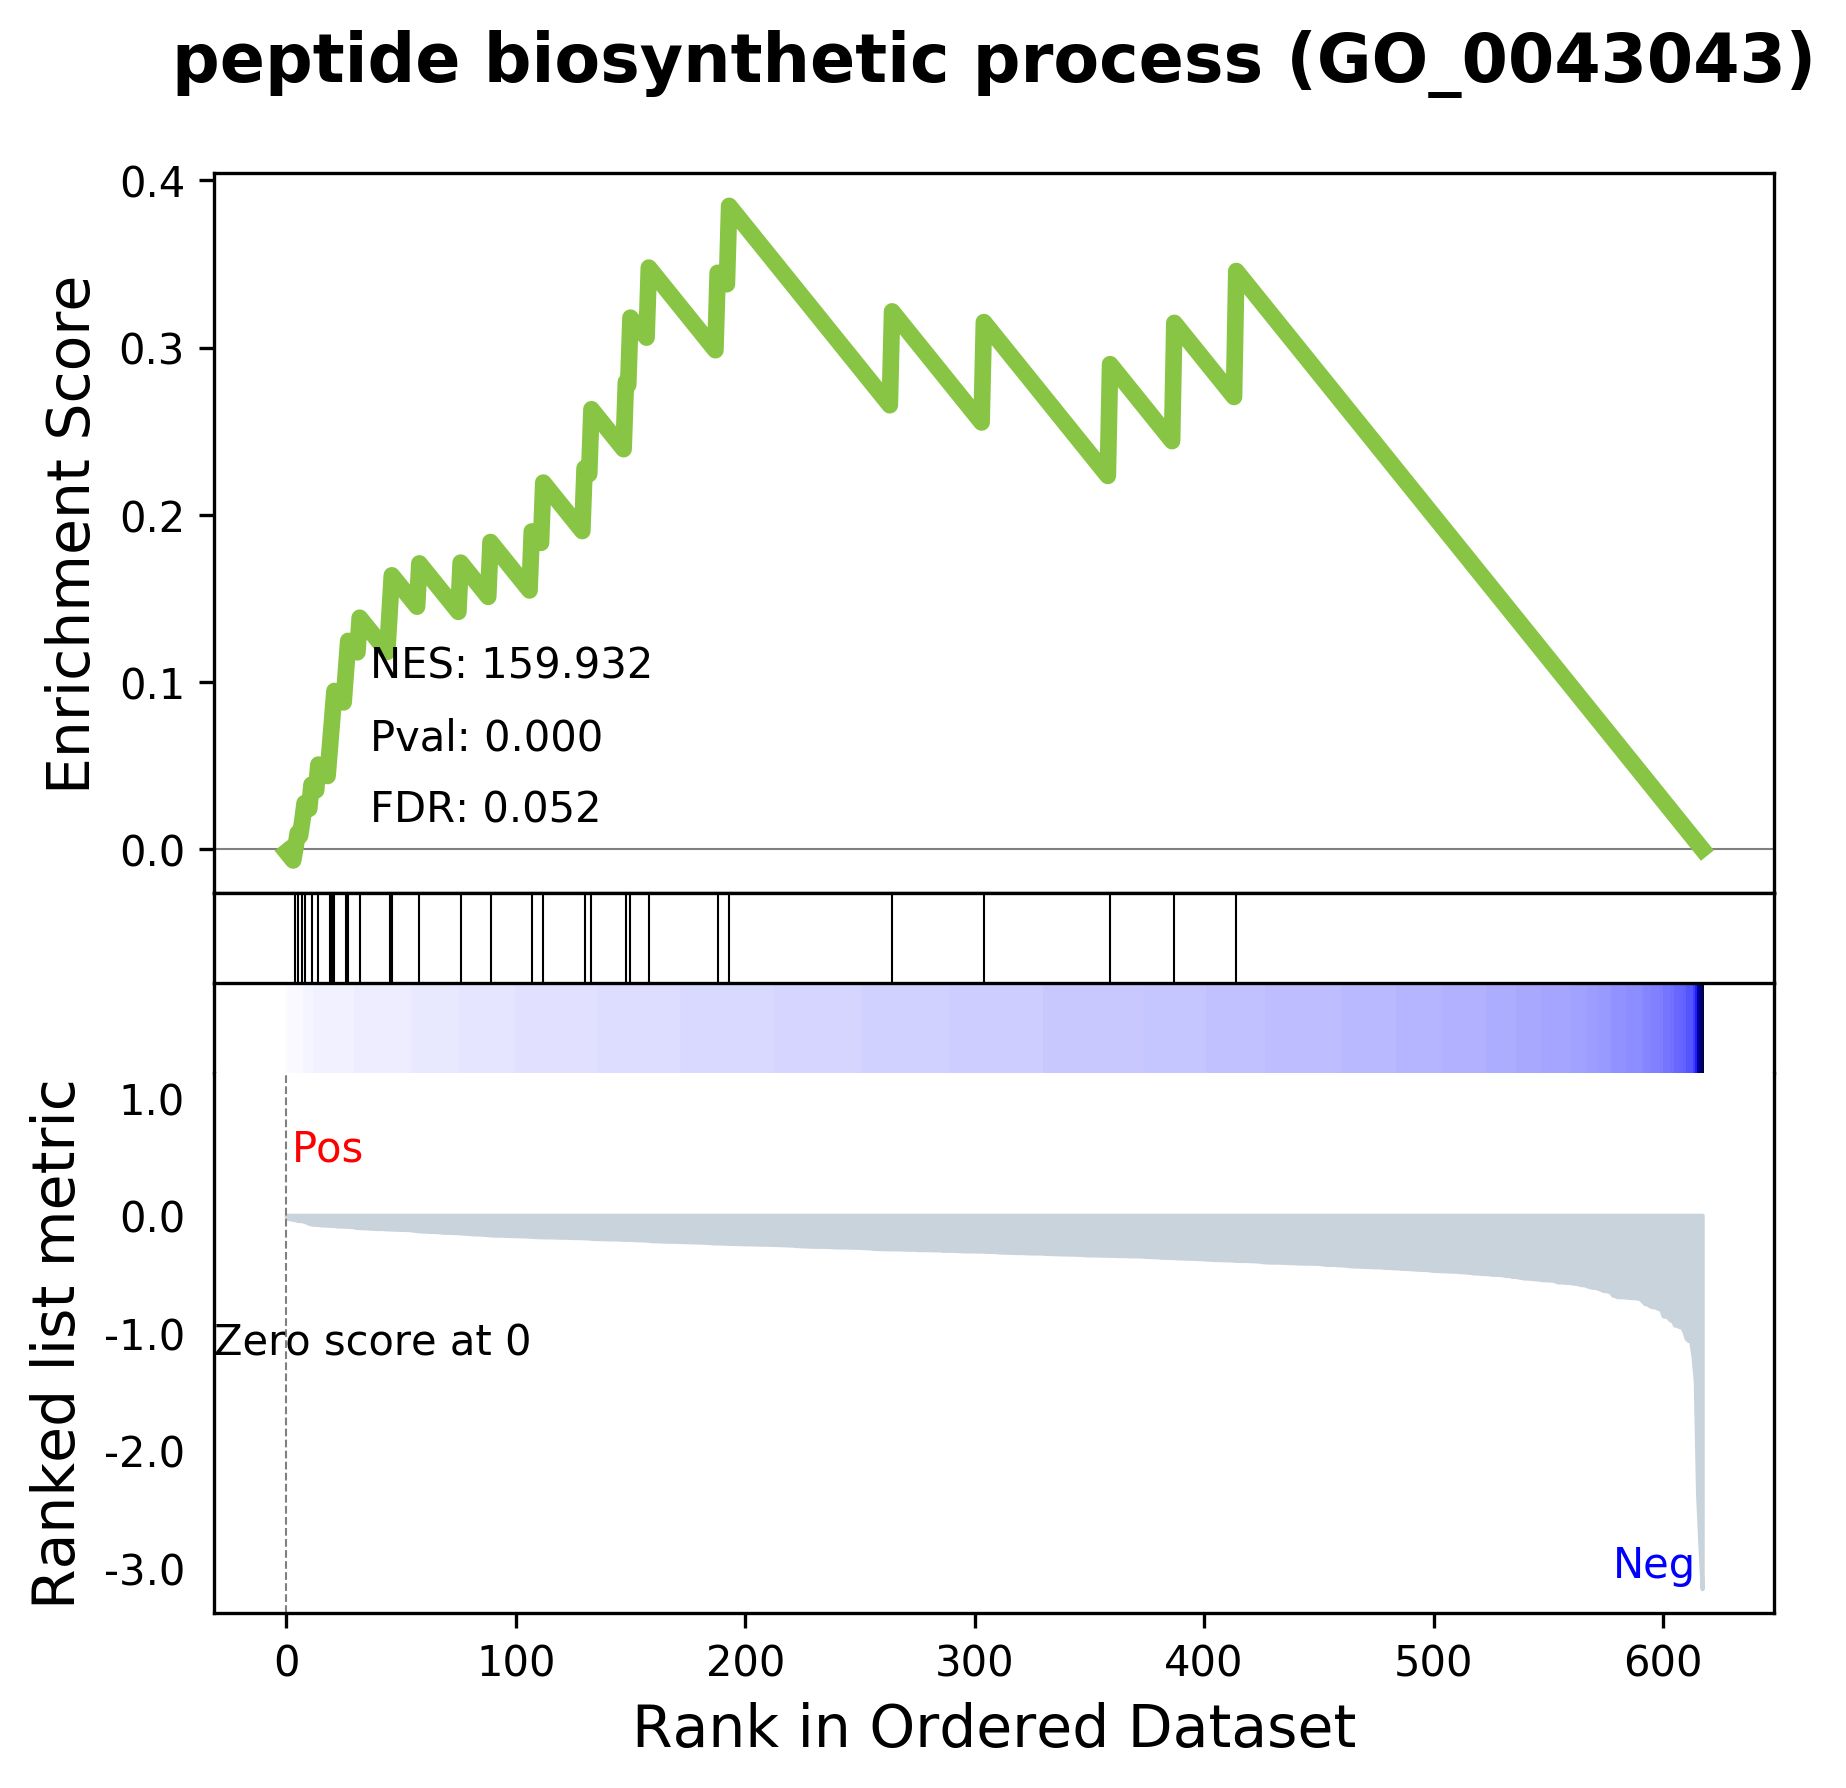 peptide biosynthetic process (GO_0043043)
Enrichment Score
0.4
0.3
0.2
0.1
0.0
NES: 159.932
Pval: 0.000
FDR: 0.052
Ranked list metric
1.0
0.0
-1.0
-2.0
-3.0
Pos
Zero score at 0
Neg
0 100 200 300 400 500 600
Rank in Ordered Dataset